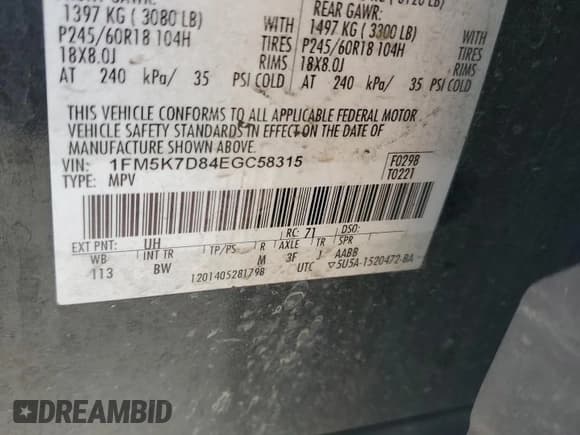 1397 KG ( 3080 LB)
P245/60R18 104H
18X8.0J
AT 240 kPa/ 35 PSI COLD
WITH
TIRES
RIMS
REAR GAWR:
1497 KG ( 3300 LB)
P245/60R18 104H
18X8.0J
AT 240 kPa/ 35 PSI COLD
WITH
TIRES
RIMS
THIS VEHICLE CONFORMS TO ALL APPLICABLE FEDERAL MOTOR
VEHICLE SAFETY STANDARDS IN EFFECT ON THE DATE OF
MANUFACTURE SHOWN ABOVE.
VIN: 1FM5K7D84EGC58315
TYPE: MPV
F0298
T0221
EXT PNT: UH RC: 71 DSO:
WB INT TR TP/PS R AXLE TR SPR
113 BW M 3F J AABB
1201405281798 UTC ▽5U5A-1520472-BA
DREAMBID